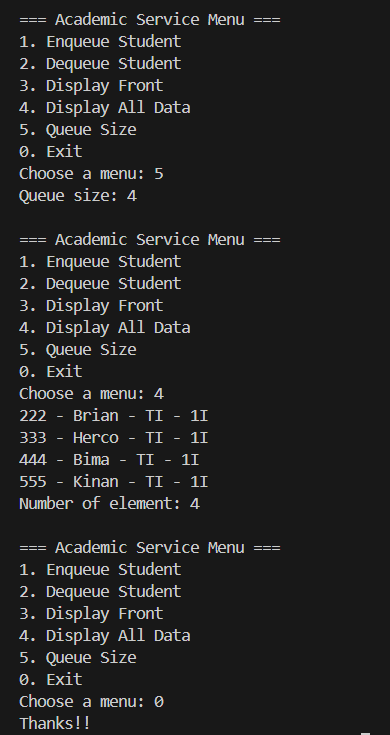 === Academic Service Menu ===
1. Enqueue Student
2. Dequeue Student
3. Display Front
4. Display All Data
5. Queue Size
0. Exit
Choose a menu: 5
Queue size: 4
=== Academic Service Menu ===
1. Enqueue Student
2. Dequeue Student
3. Display Front
4. Display All Data
5. Queue Size
0. Exit
Choose a menu: 4
222 - Brian - TI - 1I
333 - Herco - TI - 1I
444 - Bima - TI - 1I
555 - Kinan - TI - 1I
Number of element: 4
=== Academic Service Menu ===
1. Enqueue Student
2. Dequeue Student
3. Display Front
4. Display All Data
5. Queue Size
0. Exit
Choose a menu: 0
Thanks!!